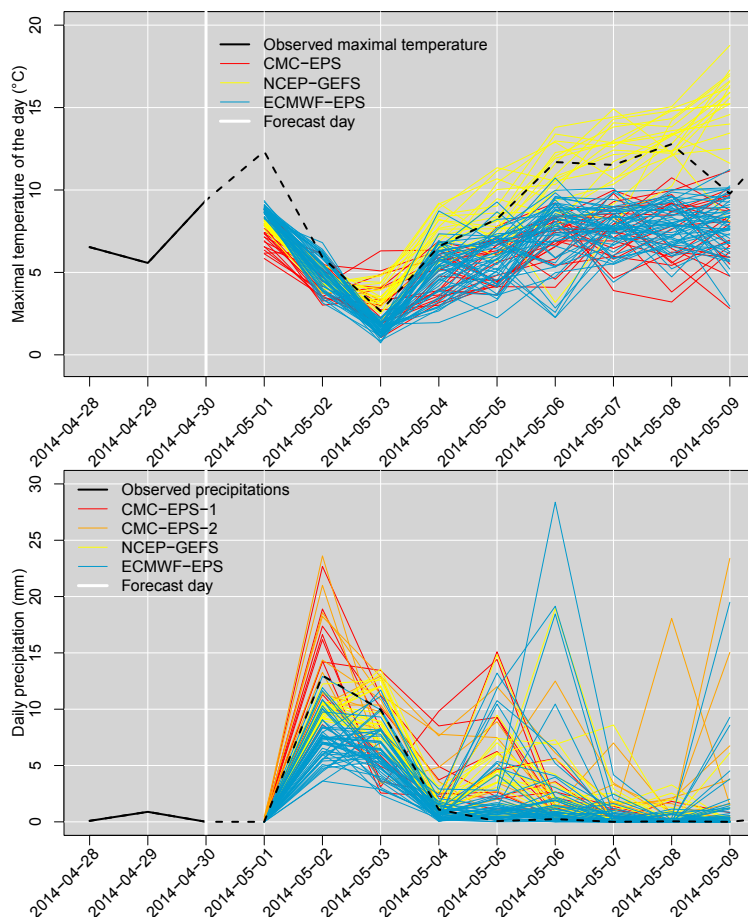 20
15
10
5
0
Maximal temperature of the day (°C)
Observed maximal temperature
CMC−EPS
NCEP−GEFS
ECMWF−EPS
Forecast day
2014−04−28
2014−04−29
2014−04−30
2014−05−01
2014−05−02
2014−05−03
2014−05−04
2014−05−05
2014−05−06
2014−05−07
2014−05−08
2014−05−09
30
25
20
15
10
5
0
Daily precipitation (mm)
Observed precipitations
CMC−EPS−1
CMC−EPS−2
NCEP−GEFS
ECMWF−EPS
Forecast day
2014−04−28
2014−04−29
2014−04−30
2014−05−01
2014−05−02
2014−05−03
2014−05−04
2014−05−05
2014−05−06
2014−05−07
2014−05−08
2014−05−09